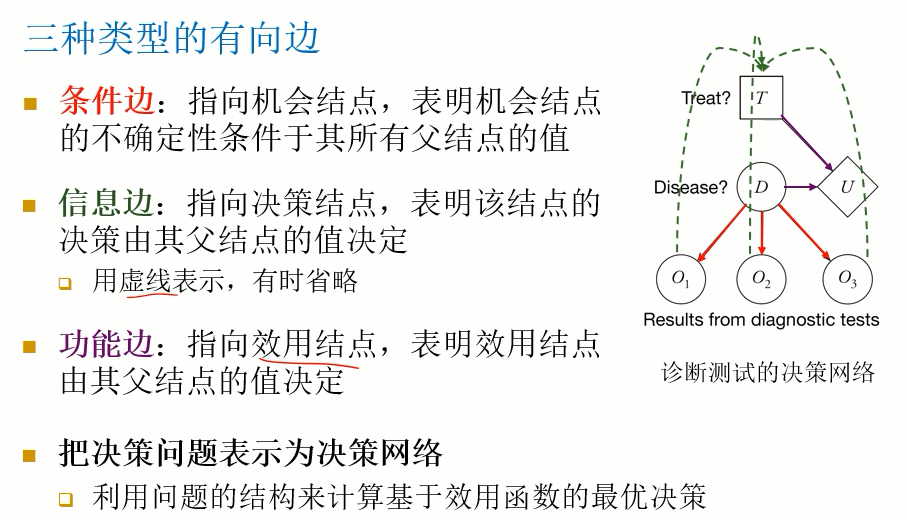 三种类型的有向边
条件边：指向机会结点，表明机会结点
的不确定性条件于其所有父结点的值
信息边：指向决策结点，表明该结点的
决策由其父结点的值决定
用虚线表示，有时省略
功能边：指向效用结点，表明效用结点
由其父结点的值决定
把决策问题表示为决策网络
利用问题的结构来计算基于效用函数的最优决策
Treat? T
Disease? D U
O1 O2 O3
Results from diagnostic tests
诊断测试的决策网络